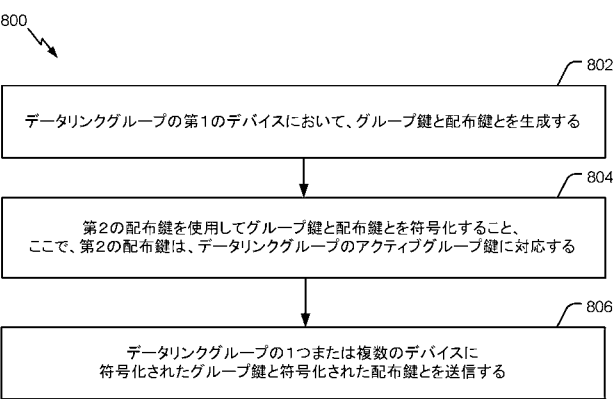 800
802
データリンクグループの第1のデバイスにおいて、グループ鍵と配布鍵とを生成する
804
第2の配布鍵を使用してグループ鍵と配布鍵とを符号化すること、
ここで、第2の配布鍵は、データリンクグループのアクティブグループ鍵に対応する
806
データリンクグループの1つまたは複数のデバイスに
符号化されたグループ鍵と符号化された配布鍵とを送信する